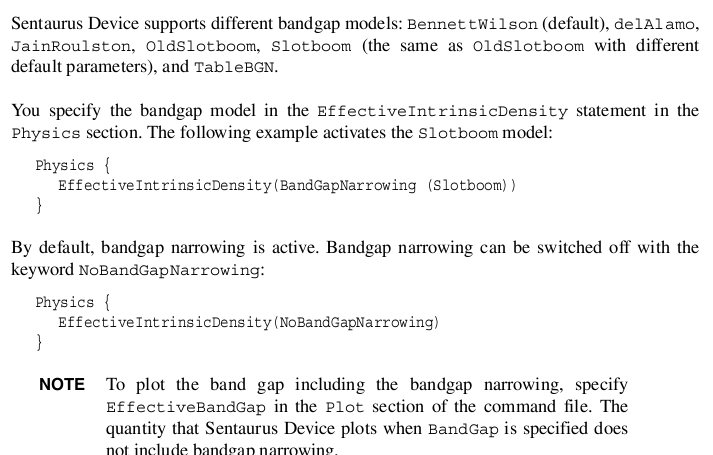 Sentaurus Device supports different bandgap models: BennettWilson (default), delAlamo,
JainRoulston, OldSlotboom, Slotboom (the same as OldSlotboom with different
default parameters), and TableBGN.
You specify the bandgap model in the EffectiveIntrinsicDensity statement in the
Physics section. The following example activates the Slotboom model:
Physics {
EffectiveIntrinsicDensity(BandGapNarrowing (Slotboom))
}
By default, bandgap narrowing is active. Bandgap narrowing can be switched off with the
keyword NoBandGapNarrowing:
Physics {
EffectiveIntrinsicDensity(NoBandGapNarrowing)
}
NOTE To plot the band gap including the bandgap narrowing, specify
EffectiveBandGap in the Plot section of the command file. The
quantity that Sentaurus Device plots when BandGap is specified does
not include bandgap narrowing.